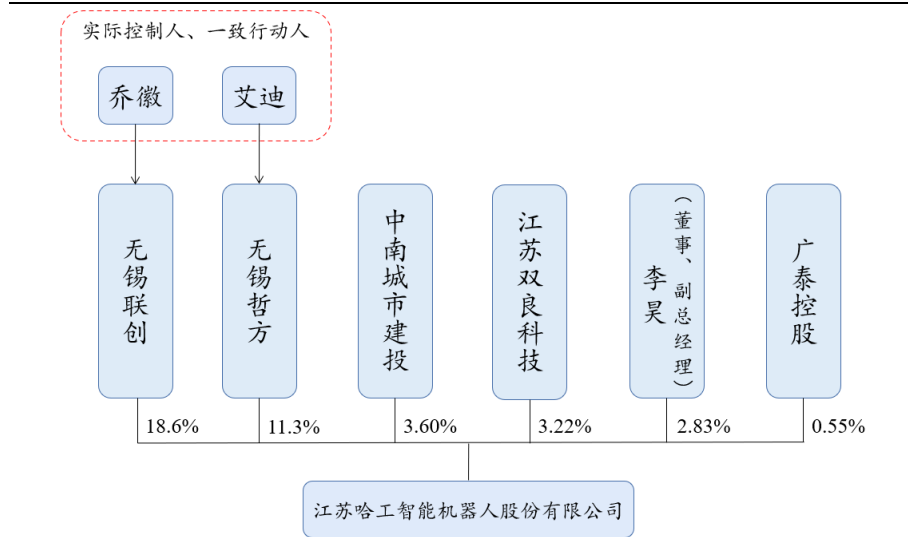 实际控制人、一致行动人
乔徽
艾迪
无锡联创
无锡哲方
中南城市建投
江苏双良科技
李昊
（董事、副总经理）
广泰控股
18.6%
11.3%
3.60%
3.22%
2.83%
0.55%
江苏哈工智能机器人股份有限公司